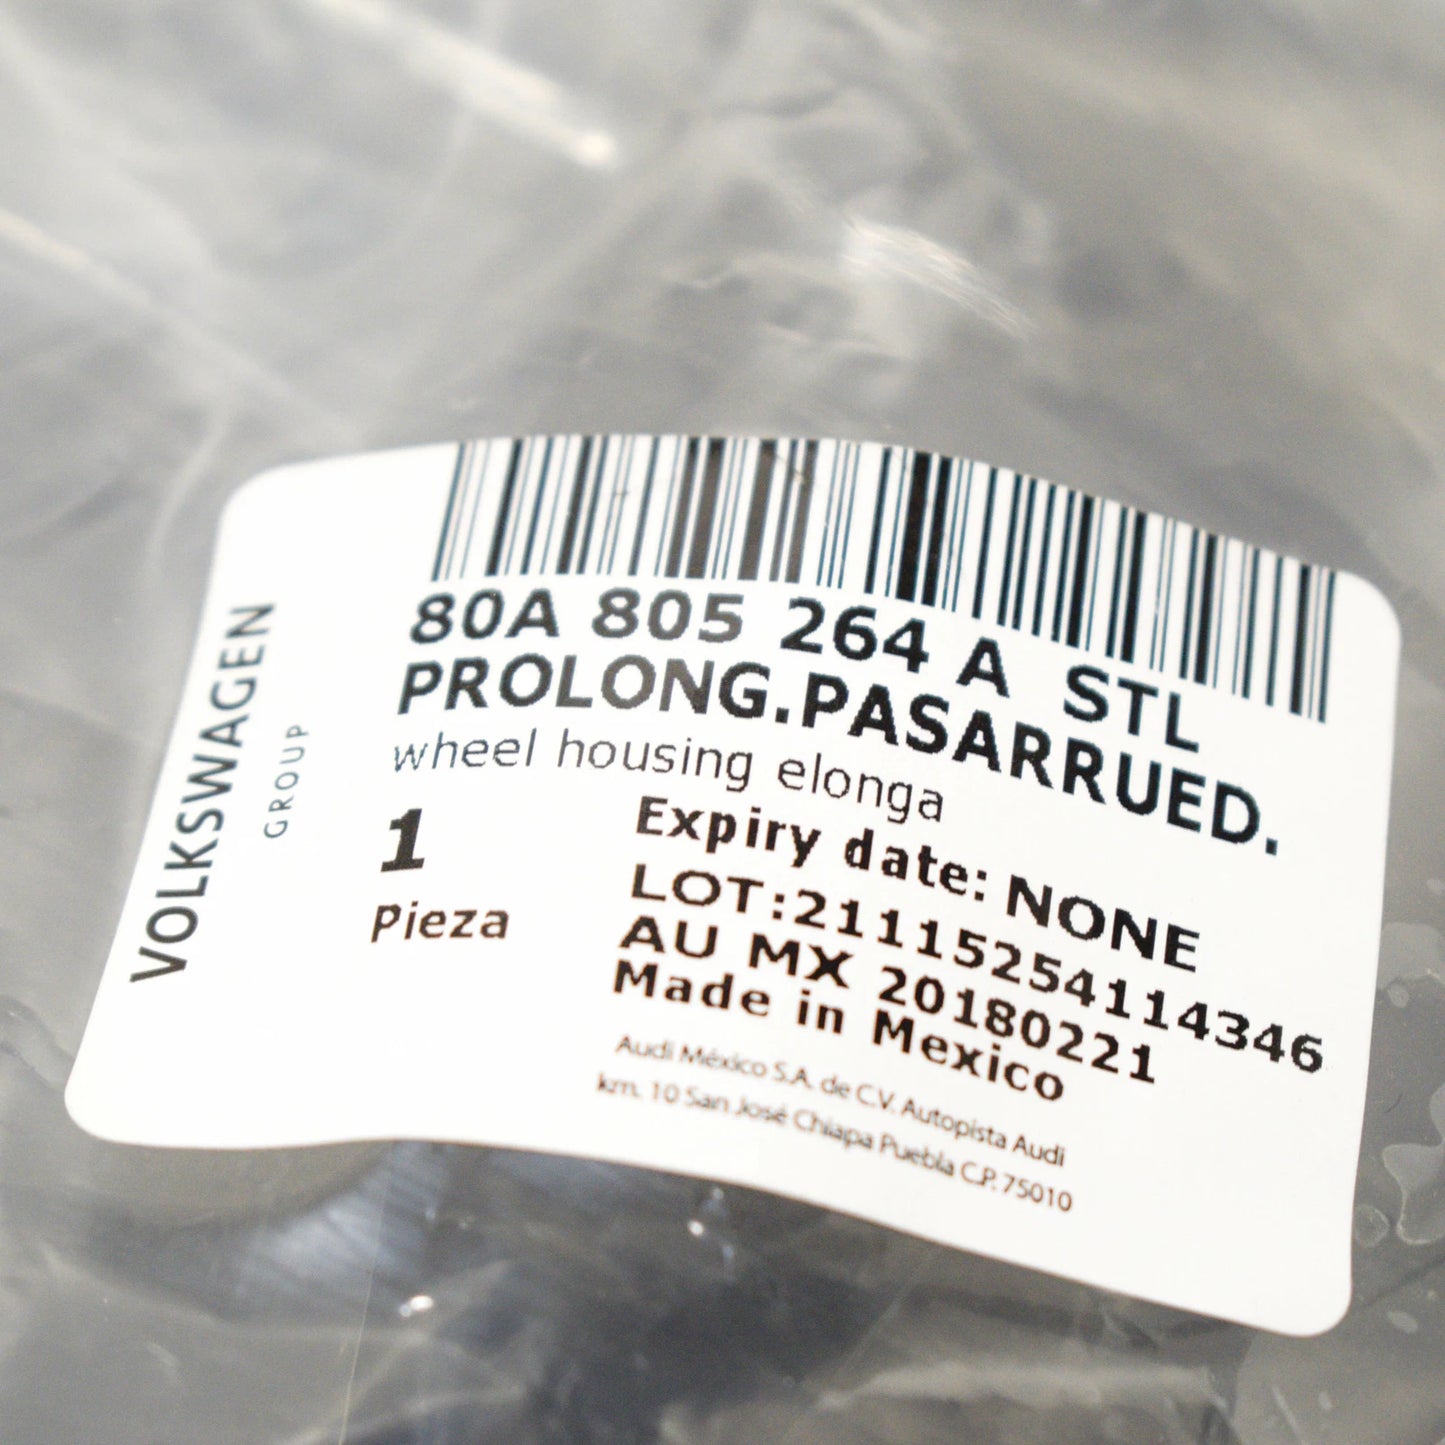 VOLKSWAGEN
GROUP
80A 805 264 A STL
PROLONG.PASARRUED.
wheel housing elonga
1
Pieza
Expiry date: NONE
LOT:21115254114346
AU MX 20180221
Made in Mexico
Audi México S.A. de C.V. Autopista Audi
km. 10 San José Chiapa Puebla C.P. 75010